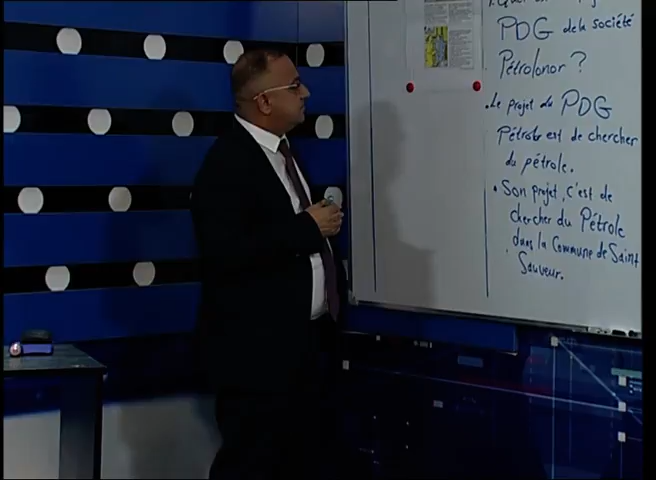 PDG de la société
Pétrolonor ?
• Le projet du PDG
est de chercher
du pétrole.
• Son projet, c'est de
chercher du Pétrole
dans la Commune de Saint
Sauveur.